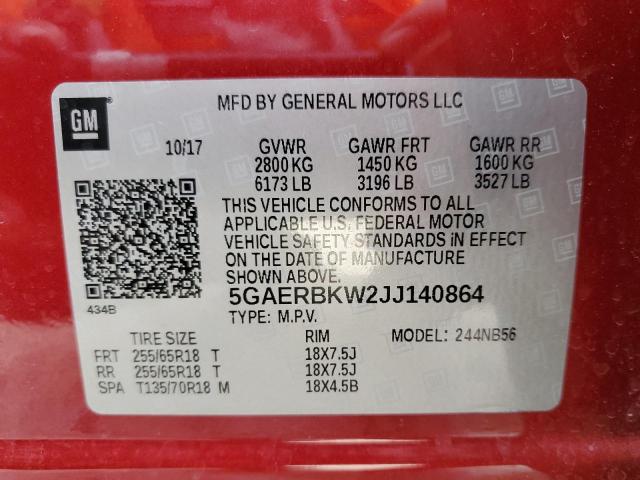 GM
MFD BY GENERAL MOTORS LLC
10/17 GVWR GAWR FRT GAWR RR
2800 KG 1450 KG 1600 KG
6173 LB 3196 LB 3527 LB
THIS VEHICLE CONFORMS TO ALL
APPLICABLE U.S. FEDERAL MOTOR
VEHICLE SAFETY STANDARDS IN EFFECT
ON THE DATE OF MANUFACTURE
SHOWN ABOVE.
5GAERBKW2JJ140864
434B
TYPE: M.P.V.
TIRE SIZE RIM MODEL: 244NB56
FRT 255/65R18 T 18X7.5J
RR 255/65R18 T 18X7.5J
SPA T135/70R18 M 18X4.5B